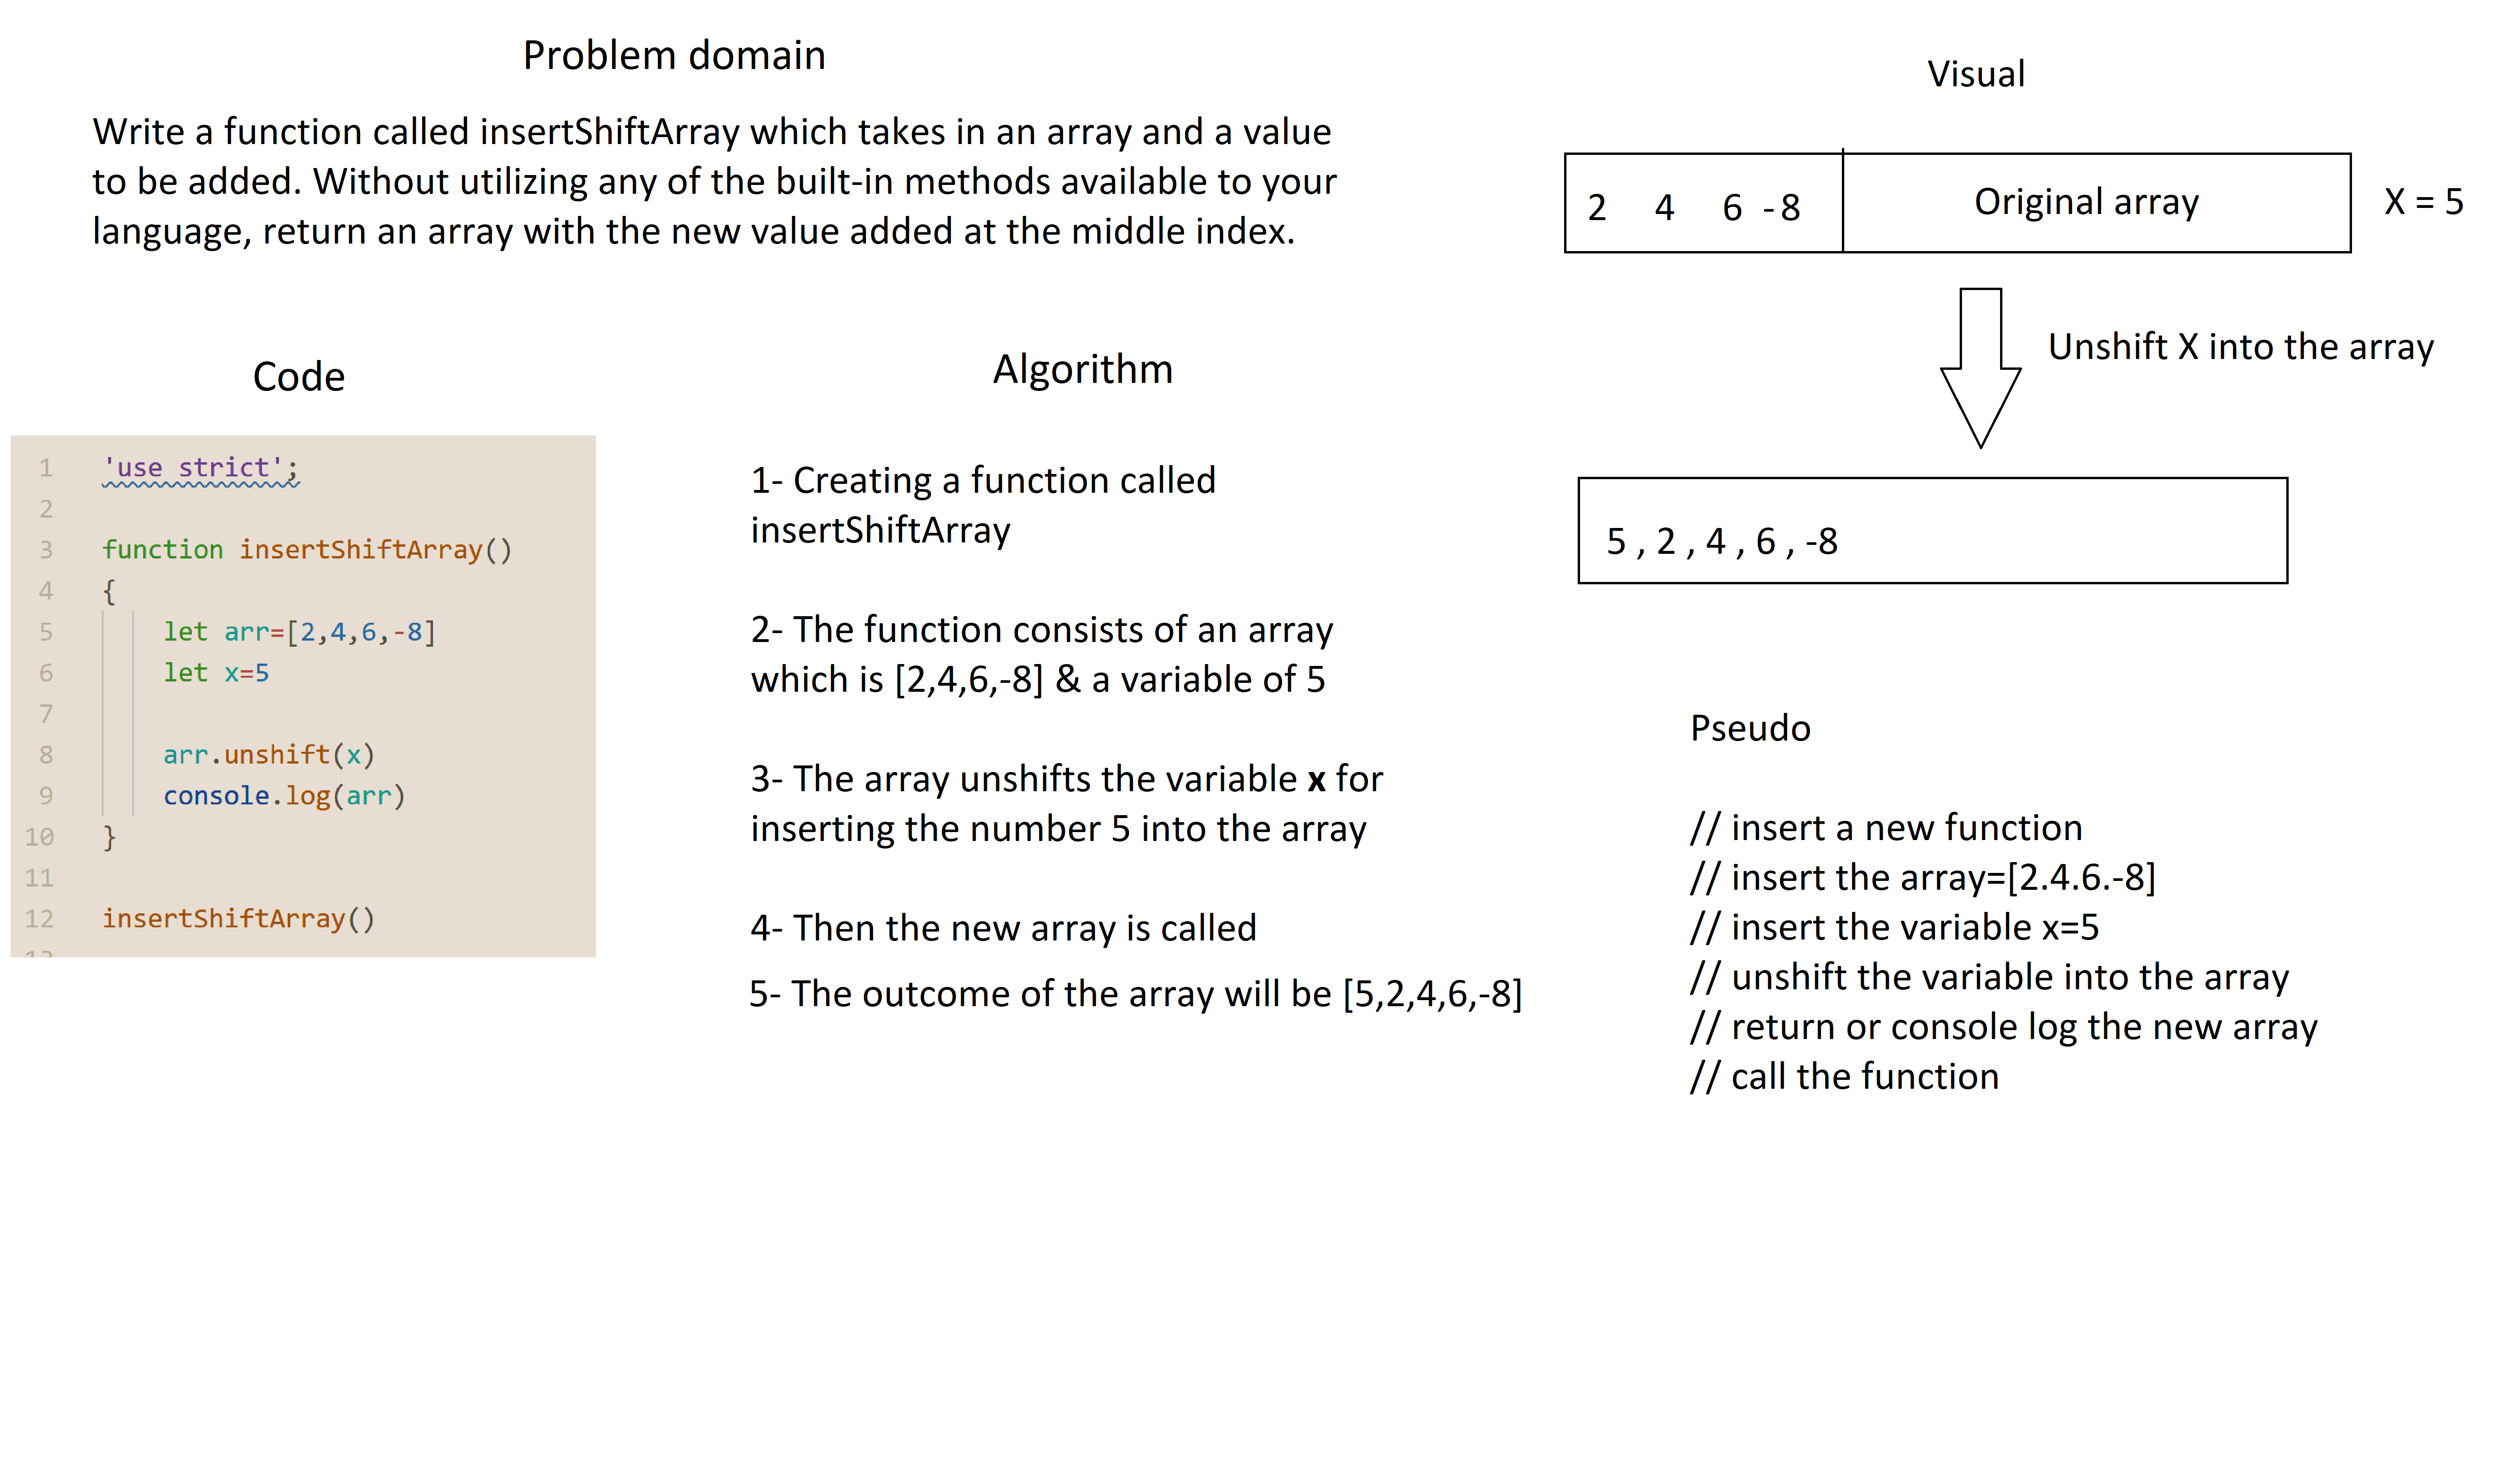 Problem domain
Write a function called insertShiftArray which takes in an array and a value
to be added. Without utilizing any of the built-in methods available to your
language, return an array with the new value added at the middle index.
Visual
2 4 6 -8
Original array
X = 5
Unshift X into the array
5 , 2 , 4 , 6 , -8
Code
1 'use strict';
2
3 function insertShiftArray()
4 {
5 let arr=[2,4,6,-8]
6 let x=5
7
8 arr.unshift(x)
9 console.log(arr)
10 }
11
12 insertShiftArray()
Algorithm
1- Creating a function called
insertShiftArray
2- The function consists of an array
which is [2,4,6,-8] & a variable of 5
3- The array unshifts the variable x for
inserting the number 5 into the array
4- Then the new array is called
5- The outcome of the array will be [5,2,4,6,-8]
Pseudo
// insert a new function
// insert the array=[2.4.6.-8]
// insert the variable x=5
// unshift the variable into the array
// return or console log the new array
// call the function